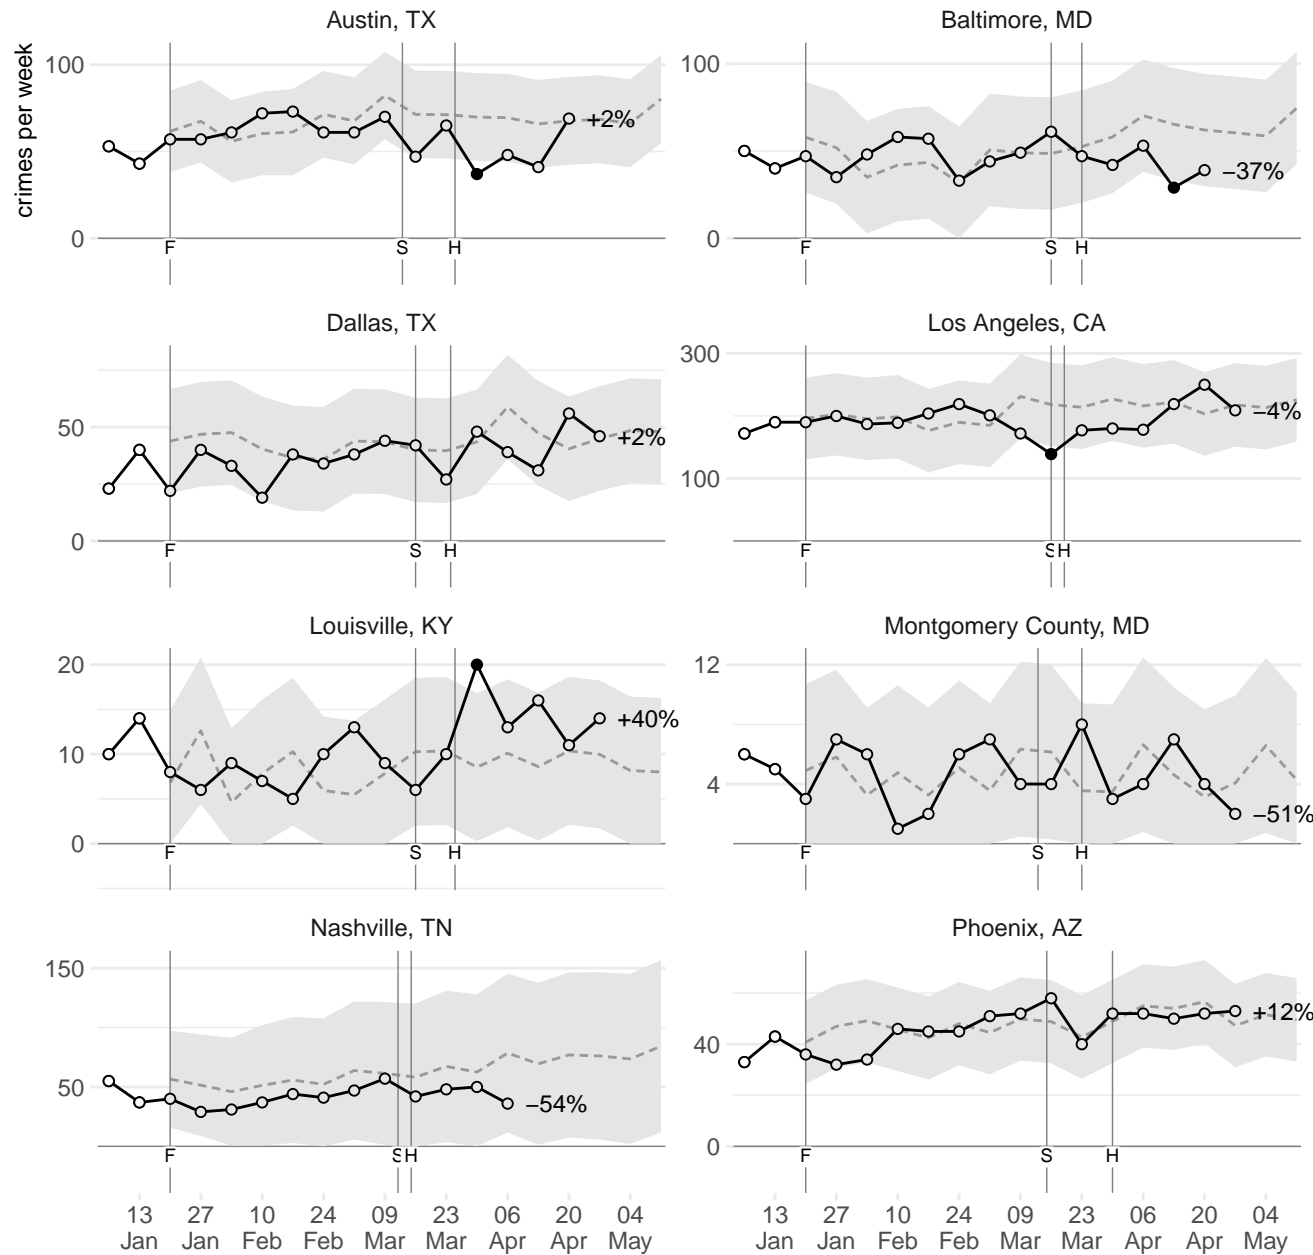 Austin, TX
Baltimore, MD
crimes per week
100
0
+2%
F
S
H
100
0
−37%
F
S
H
Dallas, TX
Los Angeles, CA
50
0
+2%
F
S
H
300
100
−4%
F
S
H
Louisville, KY
Montgomery County, MD
20
10
0
+40%
F
S
H
12
4
−51%
F
S
H
Nashville, TN
Phoenix, AZ
150
50
−54%
F
S
H
40
0
+12%
F
S
H
13 27 10 24 09 23 06 20 04
Jan Jan Feb Feb Mar Mar Apr Apr May
13 27 10 24 09 23 06 20 04
Jan Jan Feb Feb Mar Mar Apr Apr May